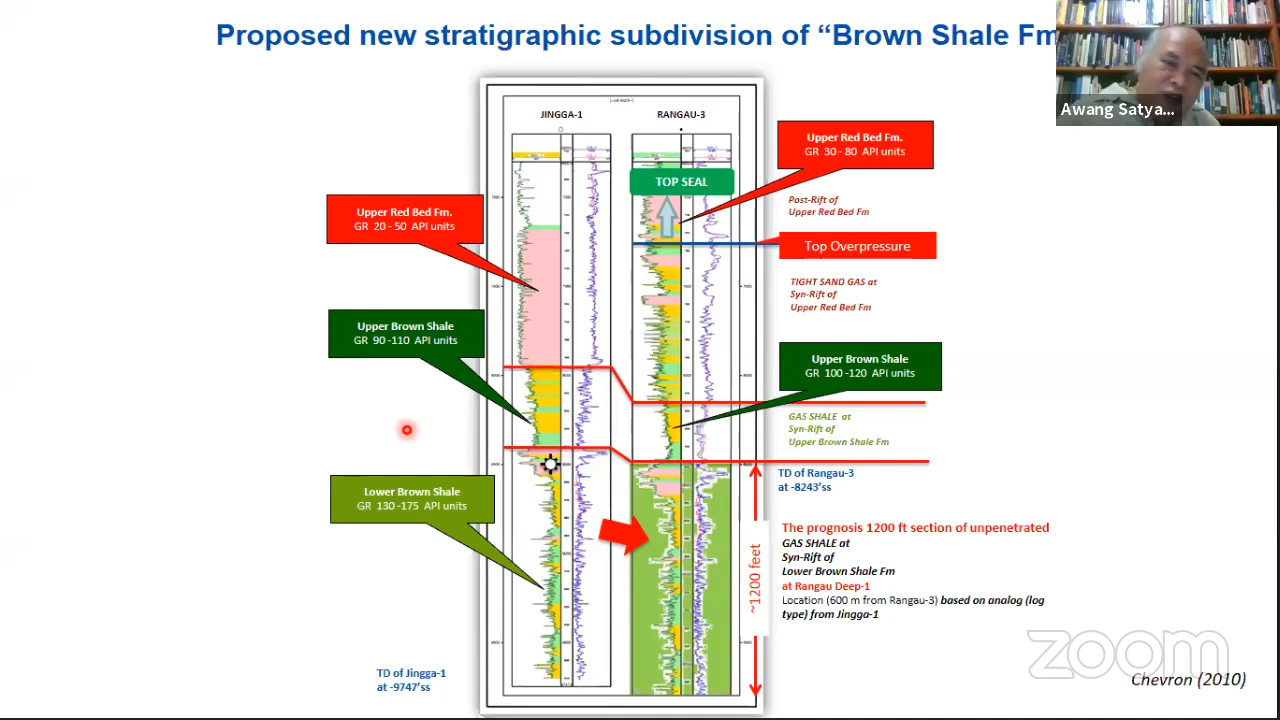 Proposed new stratigraphic subdivision of “Brown Shale Fm
Awang Satya...
JINGGA-1
RANGAU-3
Upper Red Bed Fm.
GR 30 - 80 API units
TOP SEAL
Post-Rift of
Upper Red Bed Fm
Upper Red Bed Fm.
GR 20 - 50 API units
Top Overpressure
TIGHT SAND GAS at
Syn-Rift of
Upper Red Bed Fm
Upper Brown Shale
GR 90 -110 API units
Upper Brown Shale
GR 100 -120 API units
GAS SHALE at
Syn-Rift of
Upper Brown Shale Fm
TD of Rangau-3
at -8243’ss
Lower Brown Shale
GR 130 -175 API units
The prognosis 1200 ft section of unpenetrated
GAS SHALE at
Syn-Rift of
Lower Brown Shale Fm
at Rangau Deep-1
Location (600 m from Rangau-3) based on analog (log
type) from Jingga-1
~1200 feet
TD of Jingga-1
at -9747’ss
zoom
Chevron (2010)